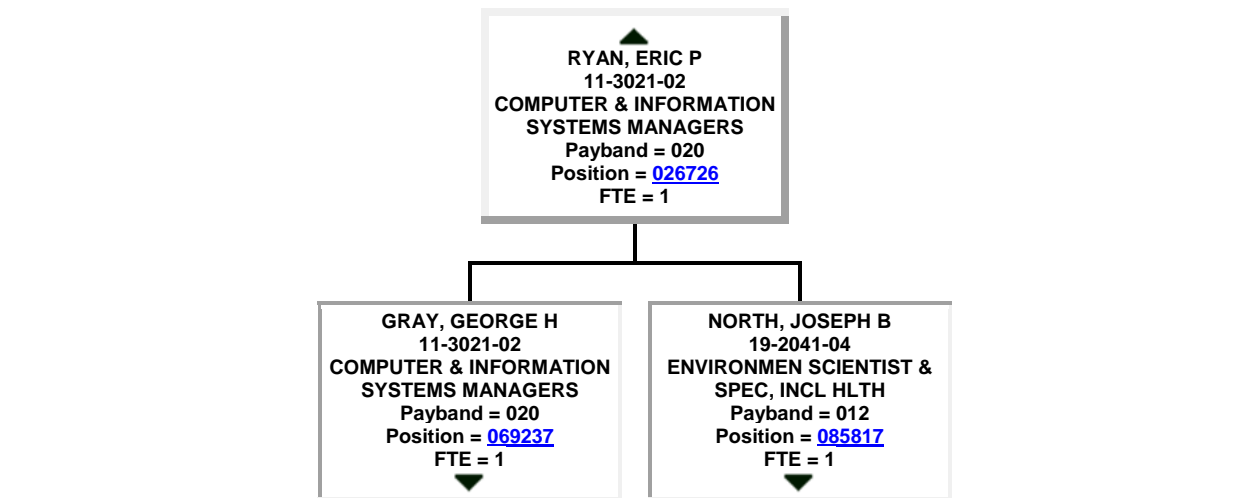 RYAN, ERIC P
11-3021-02
COMPUTER & INFORMATION
SYSTEMS MANAGERS
Payband = 020
Position = 026726
FTE = 1
GRAY, GEORGE H
11-3021-02
COMPUTER & INFORMATION
SYSTEMS MANAGERS
Payband = 020
Position = 069237
FTE = 1
NORTH, JOSEPH B
19-2041-04
ENVIRONMEN SCIENTIST &
SPEC, INCL HLTH
Payband = 012
Position = 085817
FTE = 1